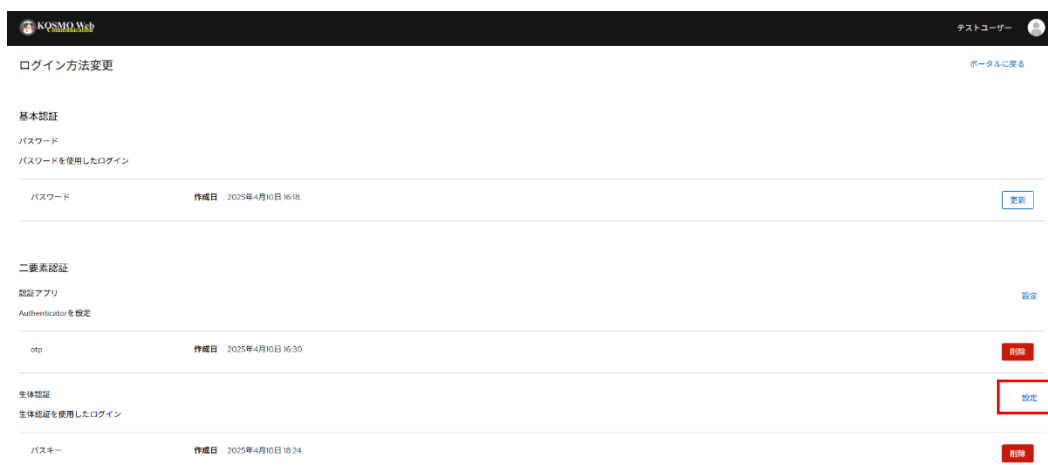 KOSMO Web
Communication
テストユーザー
ログイン方法変更
ポータルに戻る
基本認証
パスワード
パスワードを使用したログイン
パスワード 作成日 2025年4月10日 16:18. 更新
二要素認証
認証アプリ 設定
Authenticatorを設定
otp 作成日 2025年4月10日 16:30. 削除
生体認証 設定
生体認証を使用したログイン
パスキー 作成日 2025年4月10日 18:24. 削除